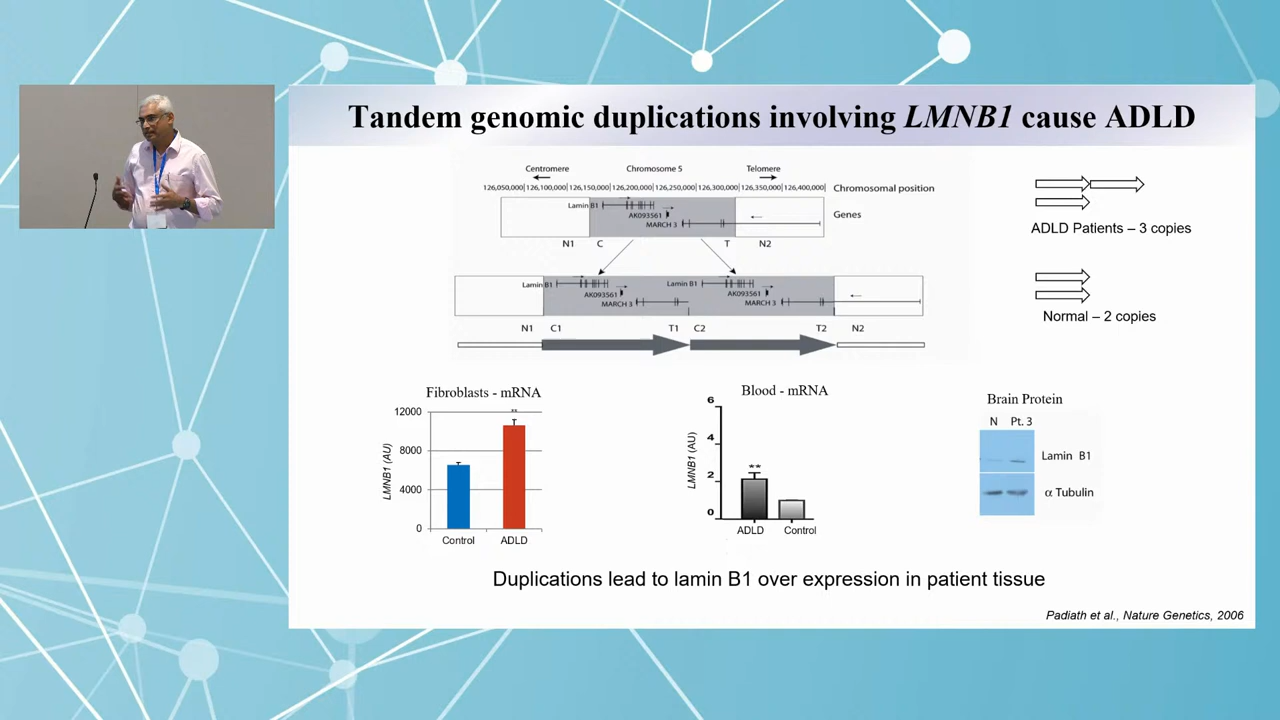 Tandem genomic duplications involving LMNB1 cause ADLD
Centromere Chromosome 5 Telomere
126,050,000 126,100,000 126,150,000 126,200,000 126,250,000 126,300,000 126,350,000 126,400,000 Chromosomal position
Lamin B1
AK093561
MARCH 3
Genes
N1 C T N2
Lamin B1 Lamin B1
AK093561 AK093561
MARCH 3 MARCH 3
N1 C1 T1 C2 T2 N2
ADLD Patients – 3 copies
Normal – 2 copies
Fibroblasts - mRNA
12000
8000
4000
0
LMNB1 (AU)
**
Control ADLD
Blood - mRNA
6
4
2
0
LMNB1 (AU)
**
ADLD Control
Brain Protein
N Pt. 3
Lamin B1
α Tubulin
Duplications lead to lamin B1 over expression in patient tissue
Padiath et al., Nature Genetics, 2006